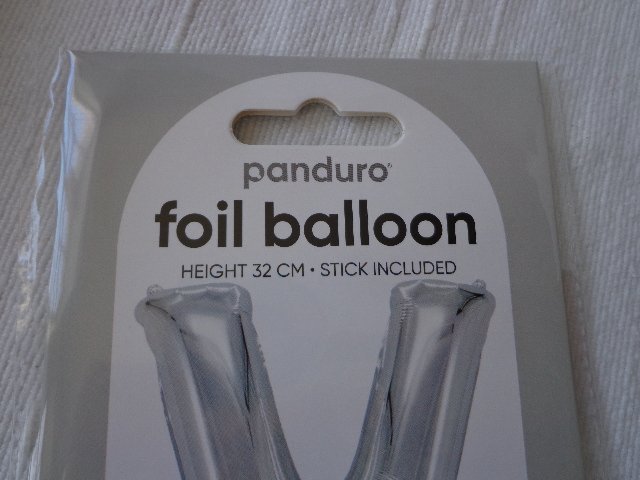 panduro®
foil balloon
HEIGHT 32 CM • STICK INCLUDED